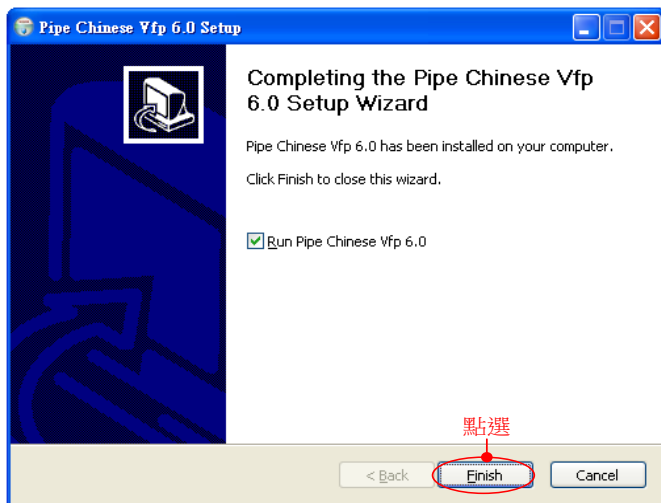 Pipe Chinese Vfp 6.0 Setup
Completing the Pipe Chinese Vfp
6.0 Setup Wizard
Pipe Chinese Vfp 6.0 has been installed on your computer.
Click Finish to close this wizard.
Run Pipe Chinese Vfp 6.0
點選
< Back Finish Cancel